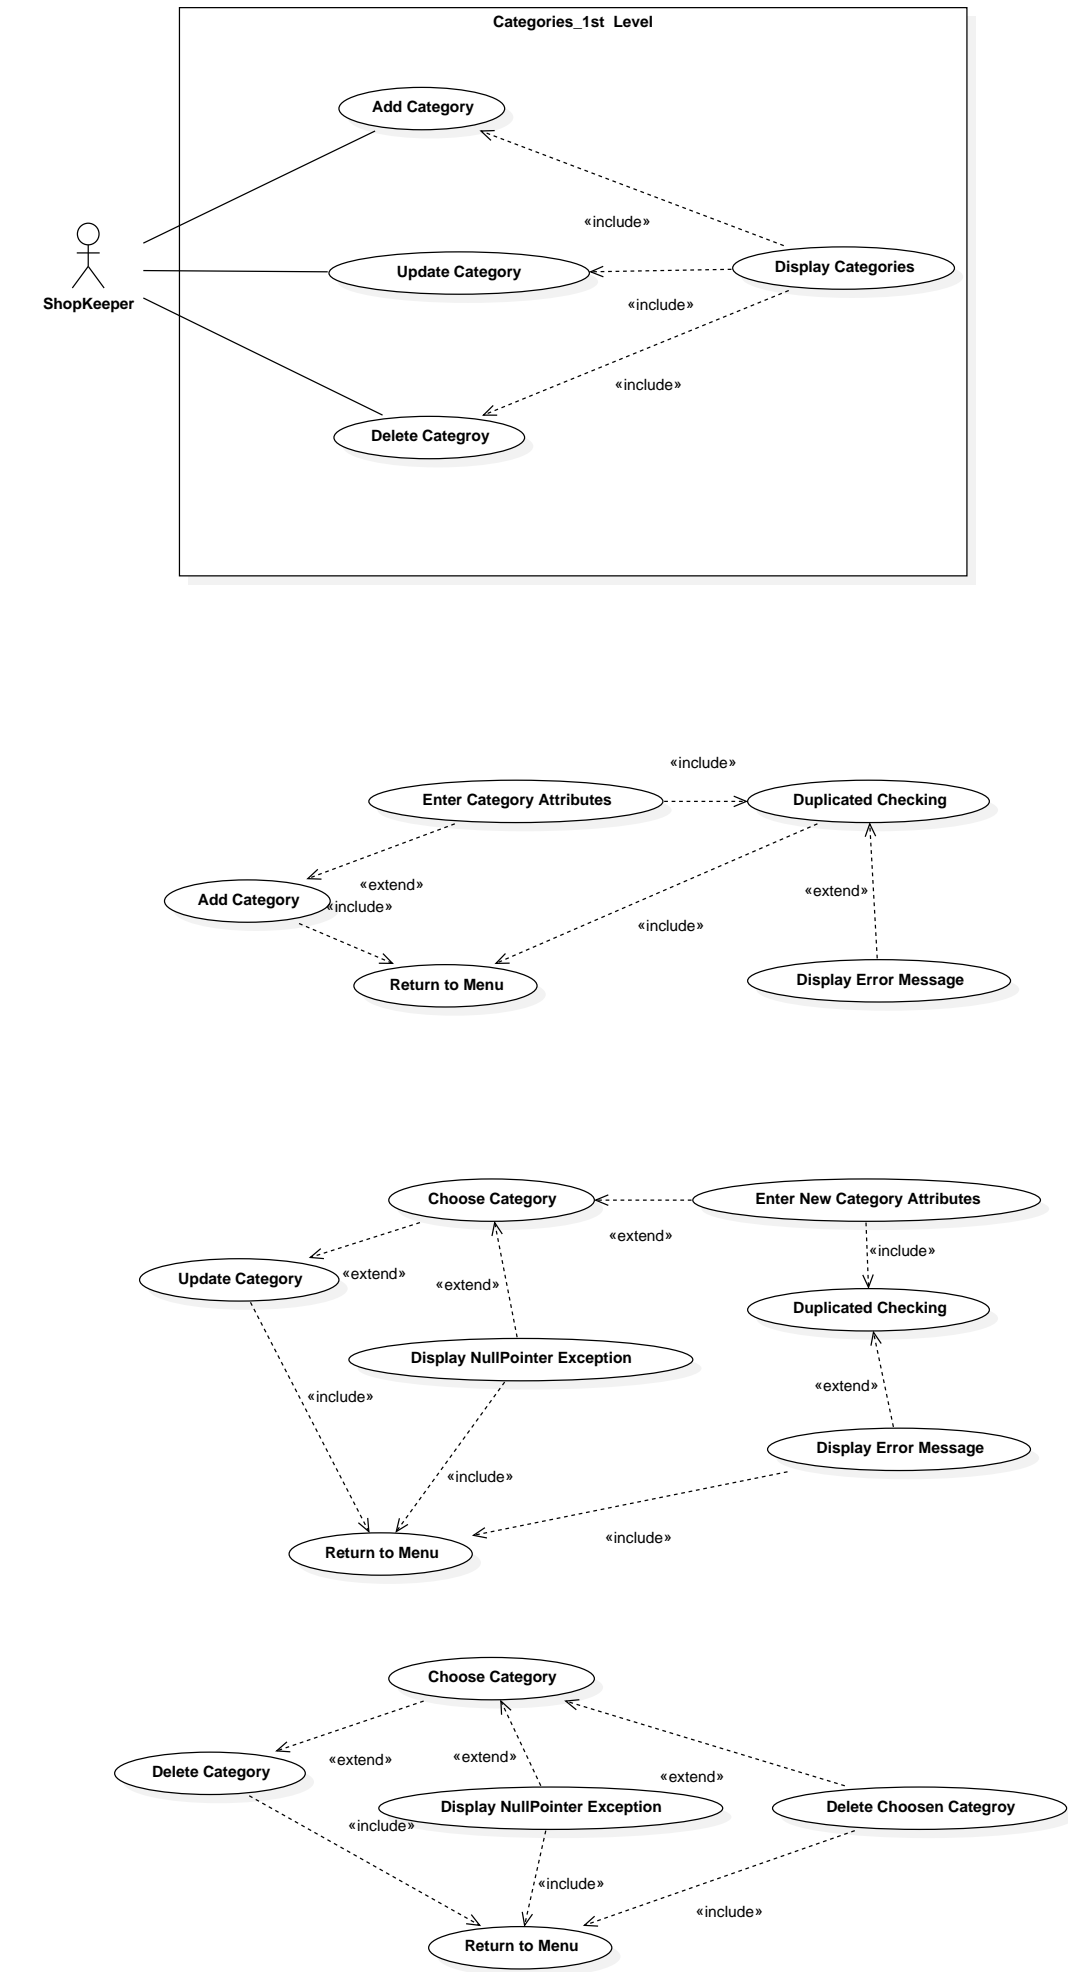 Categories_1st Level
Add Category
«include»
Update Category
Display Categories
ShopKeeper
«include»
«include»
Delete Categroy
«include»
Enter Category Attributes
Duplicated Checking
«extend»
«extend»
Add Category
«include»
«include»
Return to Menu
Display Error Message
Choose Category
Enter New Category Attributes
«extend»
«include»
Update Category
«extend»
«extend»
Duplicated Checking
Display NullPointer Exception
«extend»
«include»
Display Error Message
«include»
«include»
Return to Menu
Choose Category
«extend»
«extend»
Delete Category
«extend»
Display NullPointer Exception
Delete Choosen Categroy
«include»
«include»
«include»
Return to Menu